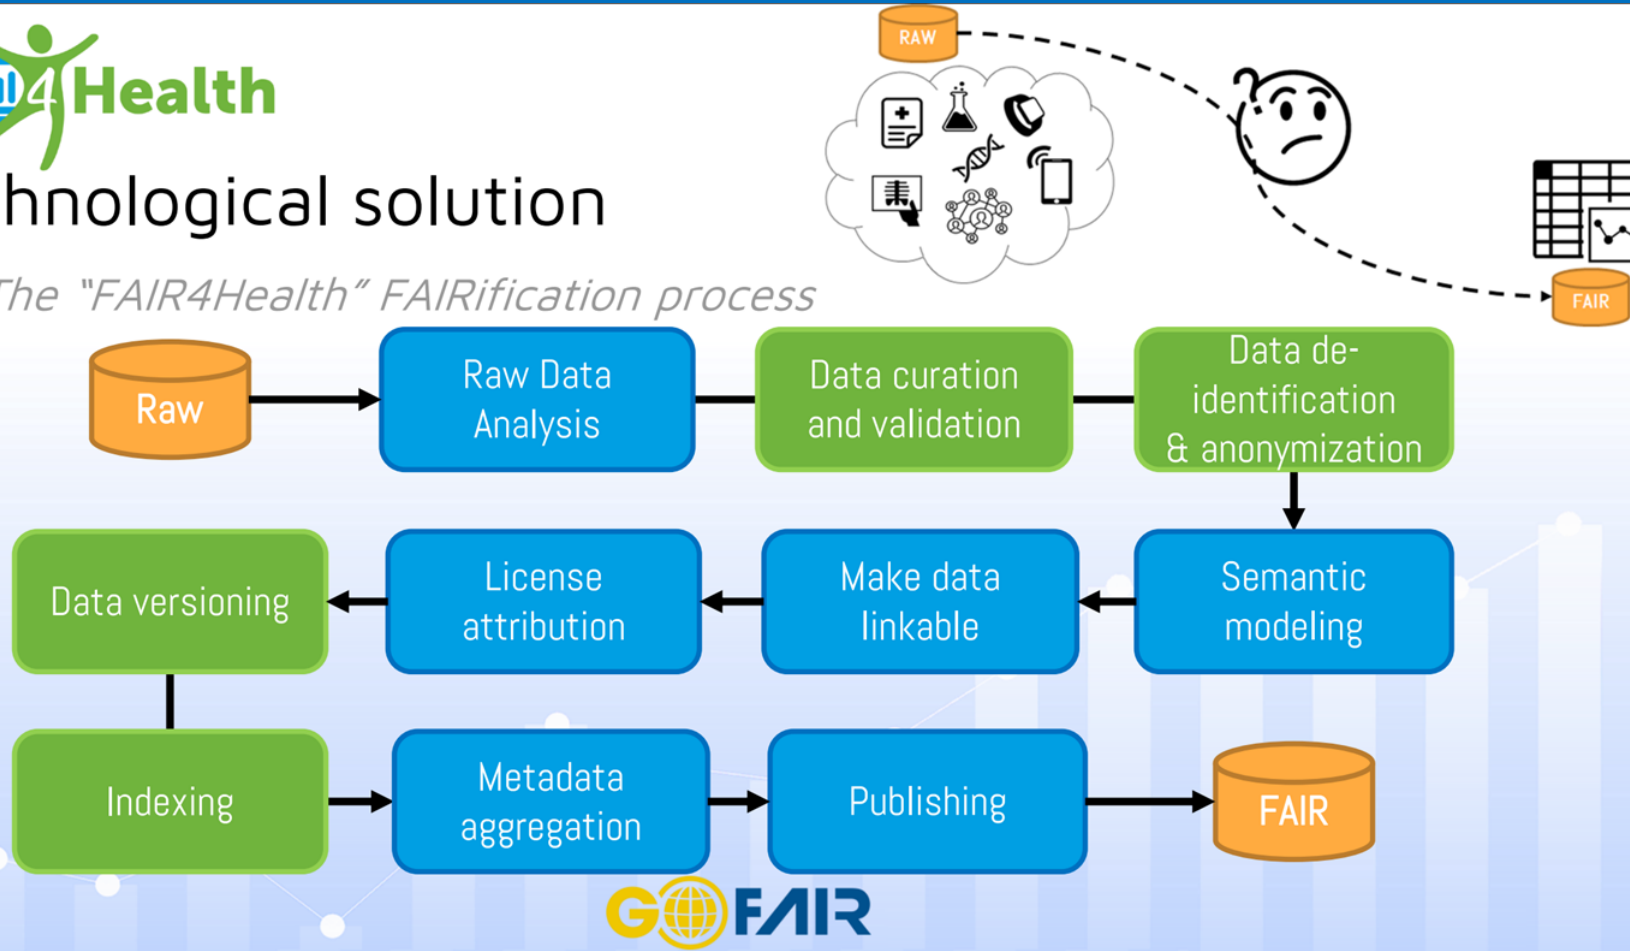 RAW
4Health
hnological solution
The “FAIR4Health” FAIRification process
FAIR
Raw
Raw Data
Analysis
Data curation
and validation
Data de-
identification
& anonymization
Data versioning
License
attribution
Make data
linkable
Semantic
modeling
Indexing
Metadata
aggregation
Publishing
FAIR
GO FAIR